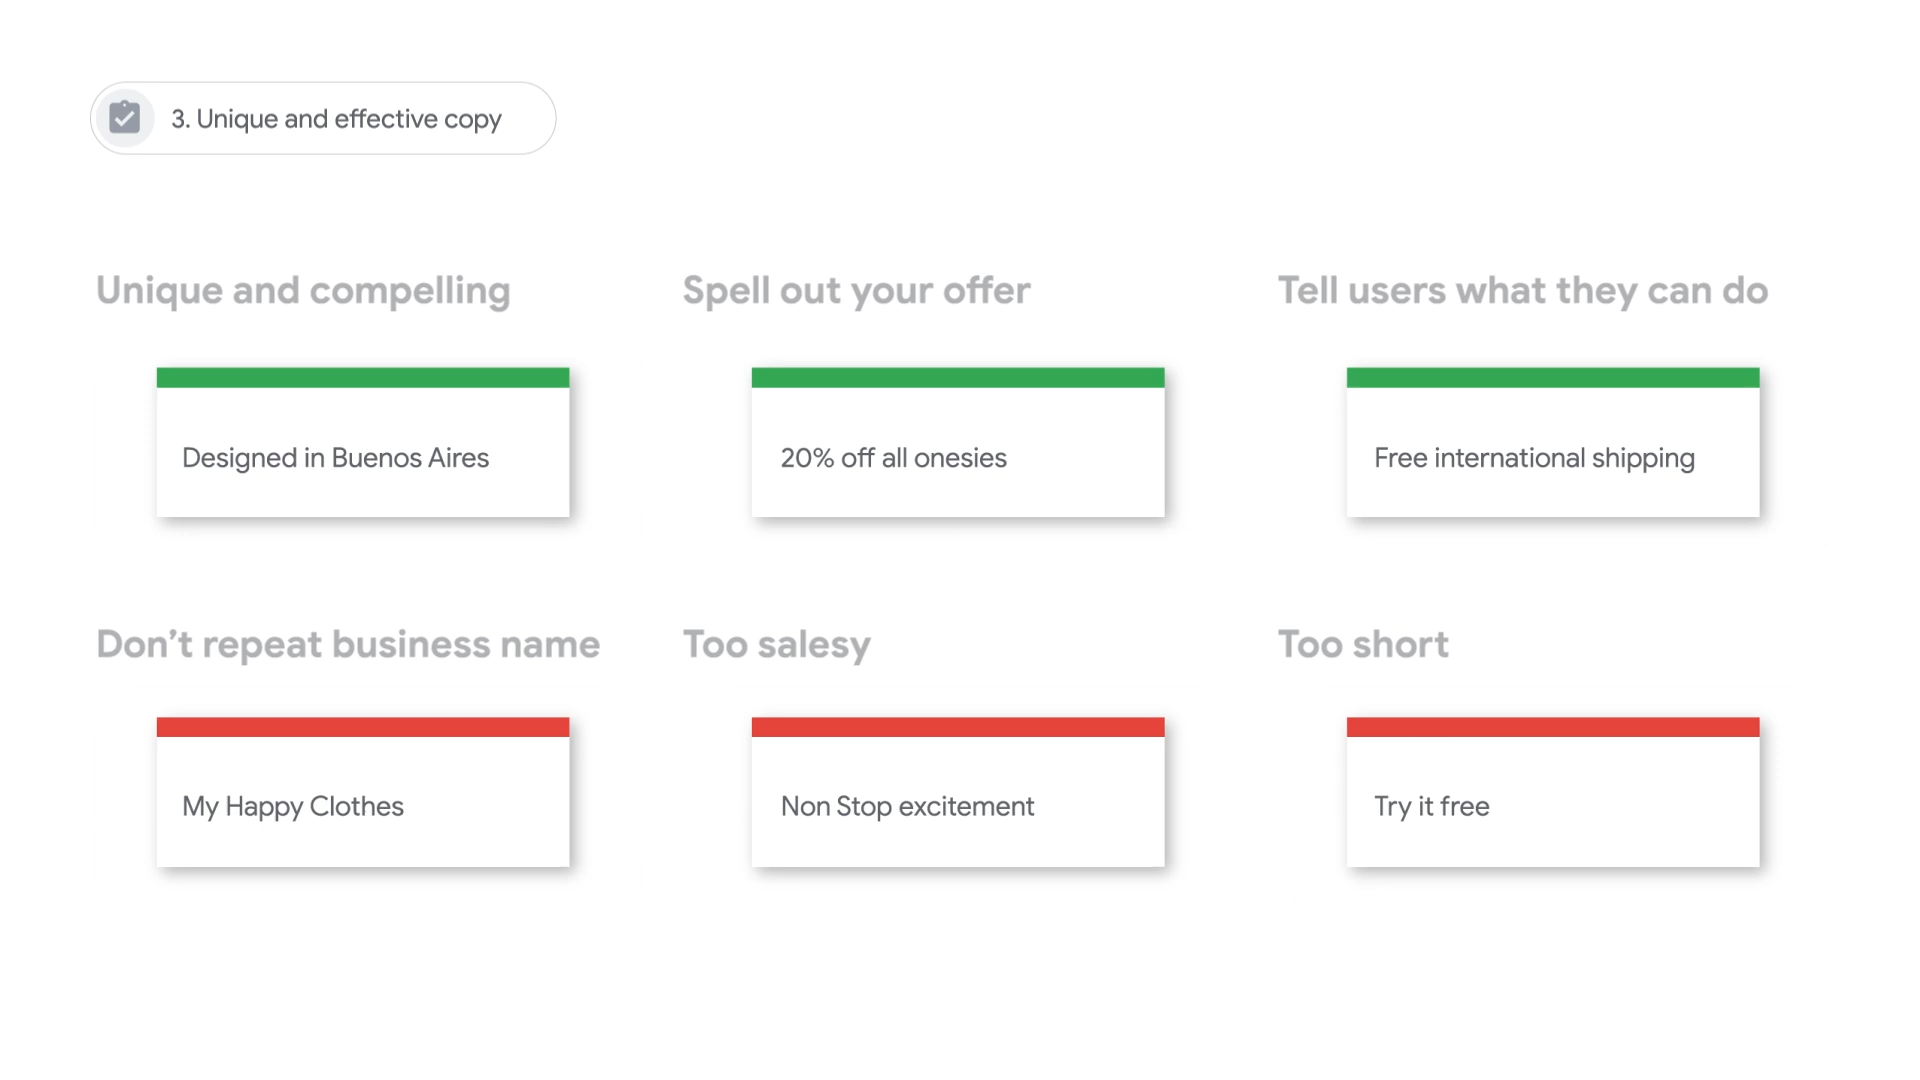 3. Unique and effective copy
Unique and compelling
Spell out your offer
Tell users what they can do
Designed in Buenos Aires
20% off all onesies
Free international shipping
Don’t repeat business name
Too salesy
Too short
My Happy Clothes
Non Stop excitement
Try it free